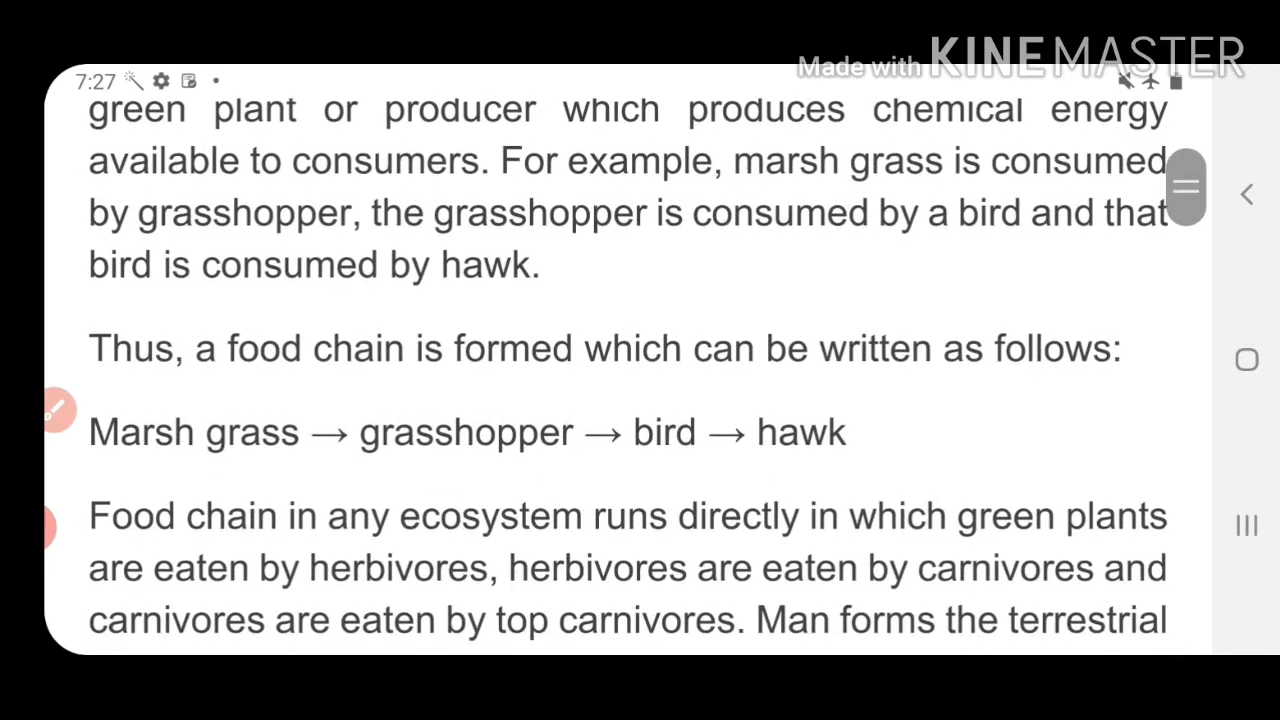 Made with KINEMASTER
7:27
green plant or producer which produces chemical energy
available to consumers. For example, marsh grass is consumed
by grasshopper, the grasshopper is consumed by a bird and that
bird is consumed by hawk.
Thus, a food chain is formed which can be written as follows:
Marsh grass → grasshopper → bird → hawk
Food chain in any ecosystem runs directly in which green plants
are eaten by herbivores, herbivores are eaten by carnivores and
carnivores are eaten by top carnivores. Man forms the terrestrial